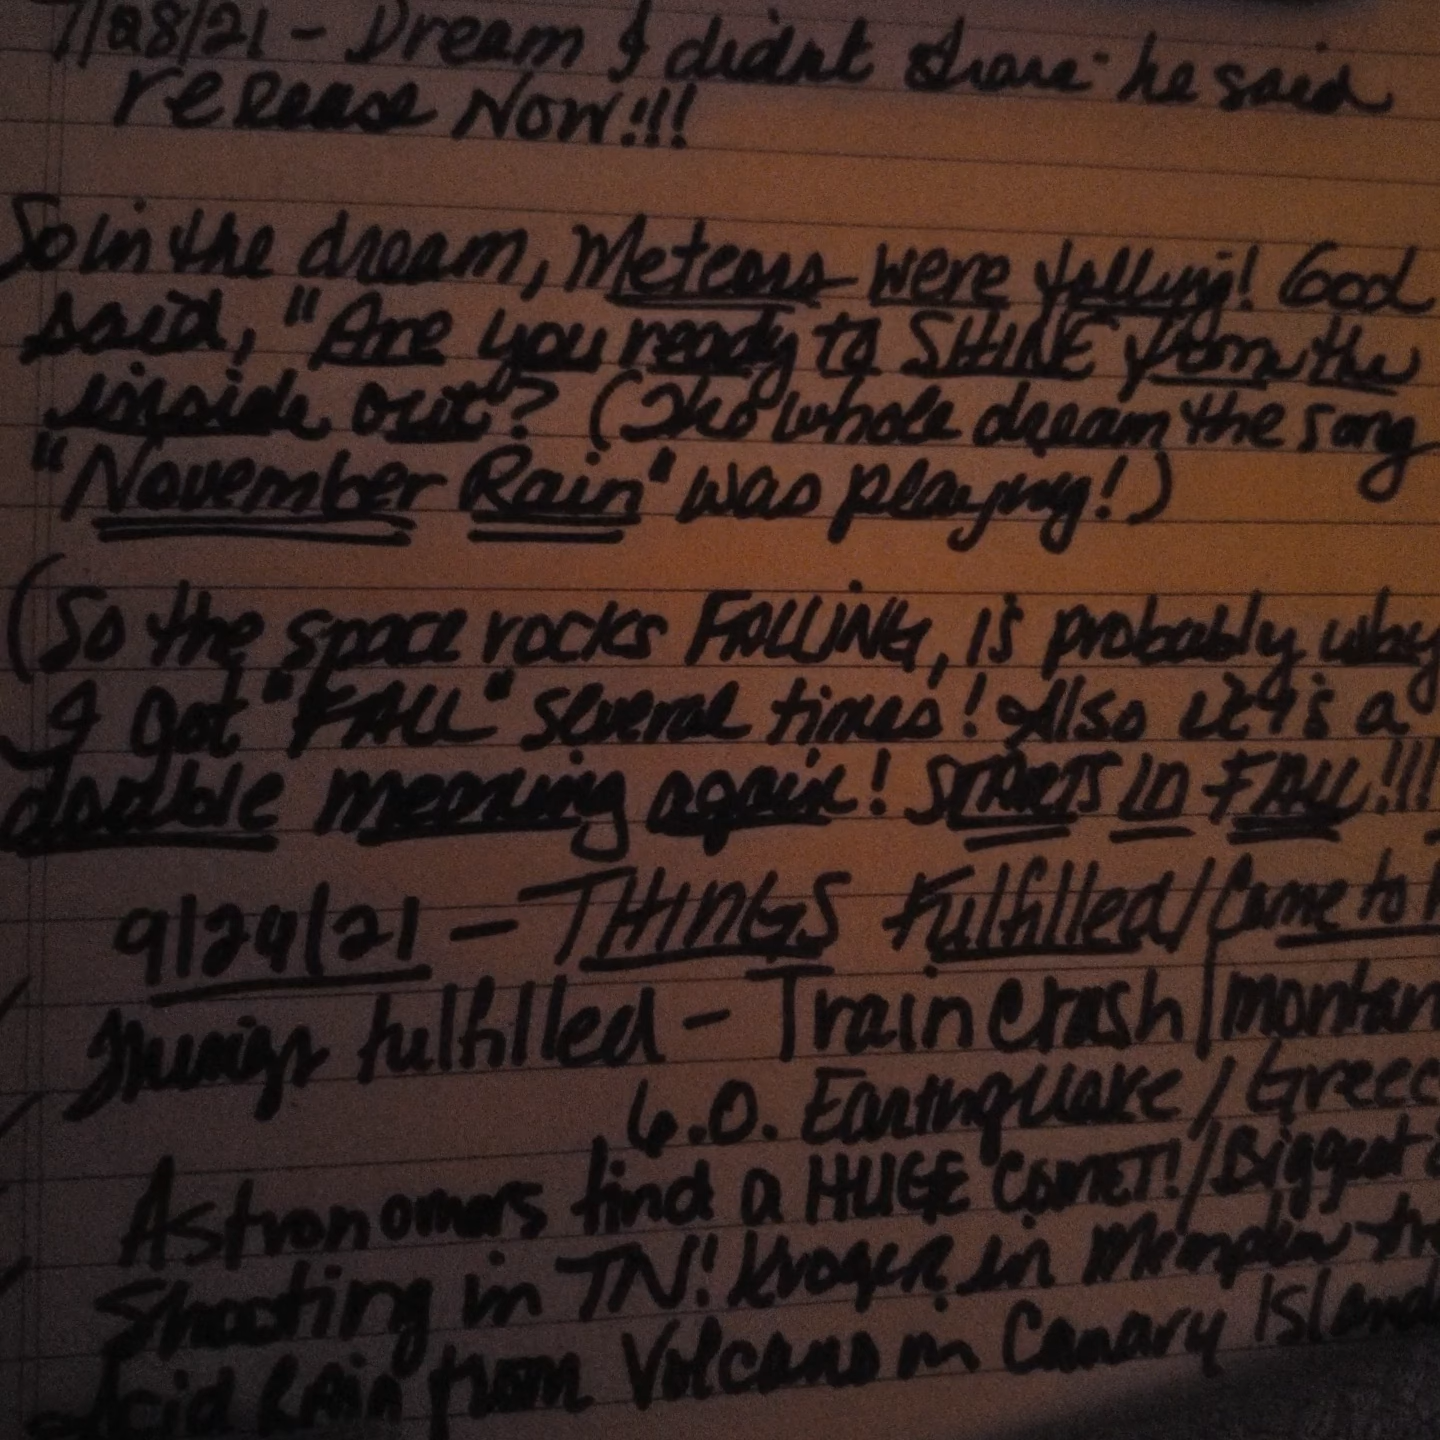 7/28/21 - Dream I didn't share - he said
release NOW!!!
So in the dream, Meteors were falling! God
said, "Are you ready to SHINE from the
inside out"? (The whole dream the song
"November Rain" was playing!)
(So the space rocks FALLING, is probably why
I got "FALL" several times! Also it's a
double meaning again! STARTS IN FALL!!!
9/29/21 - THINGS Fulfilled/Came to
Things fulfilled - Train Crash/montan
6.0. Earthquake/Greec
Astronomers find a HUGE COMET!/Biggest
Shooting in TN! Kroger in Memphis
Acid Rain from Volcano in Canary Island